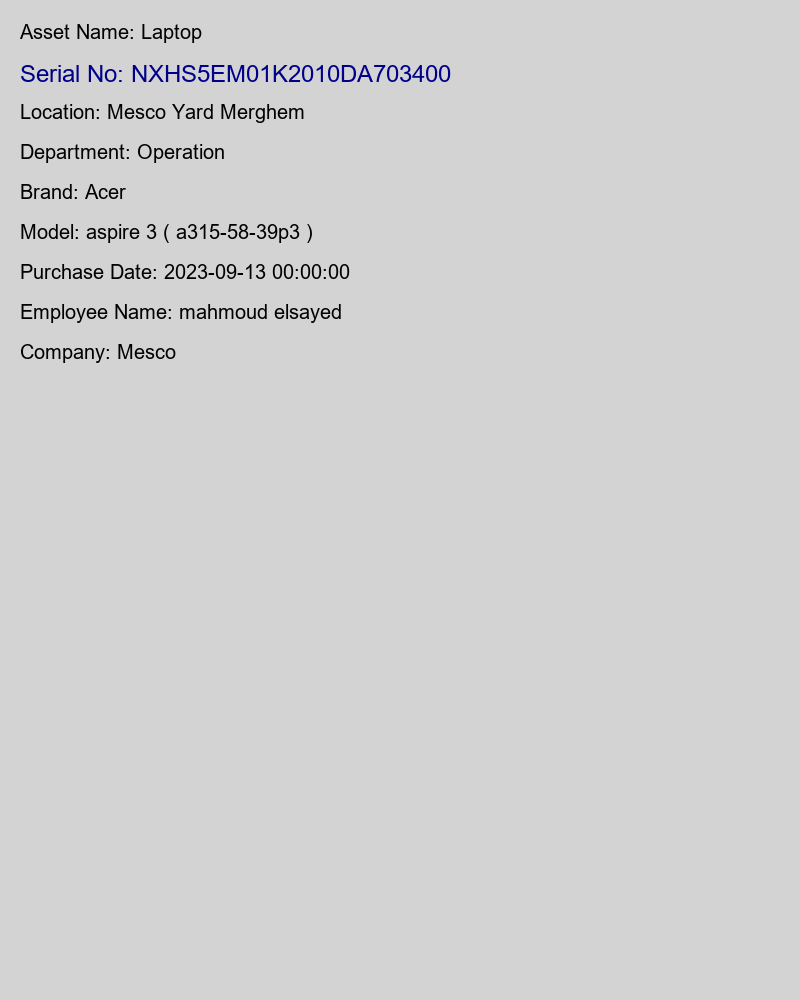 Asset Name: Laptop
Serial No: NXHS5EM01K2010DA703400
Location: Mesco Yard Merghem
Department: Operation
Brand: Acer
Model: aspire 3 ( a315-58-39p3 )
Purchase Date: 2023-09-13 00:00:00
Employee Name: mahmoud elsayed
Company: Mesco